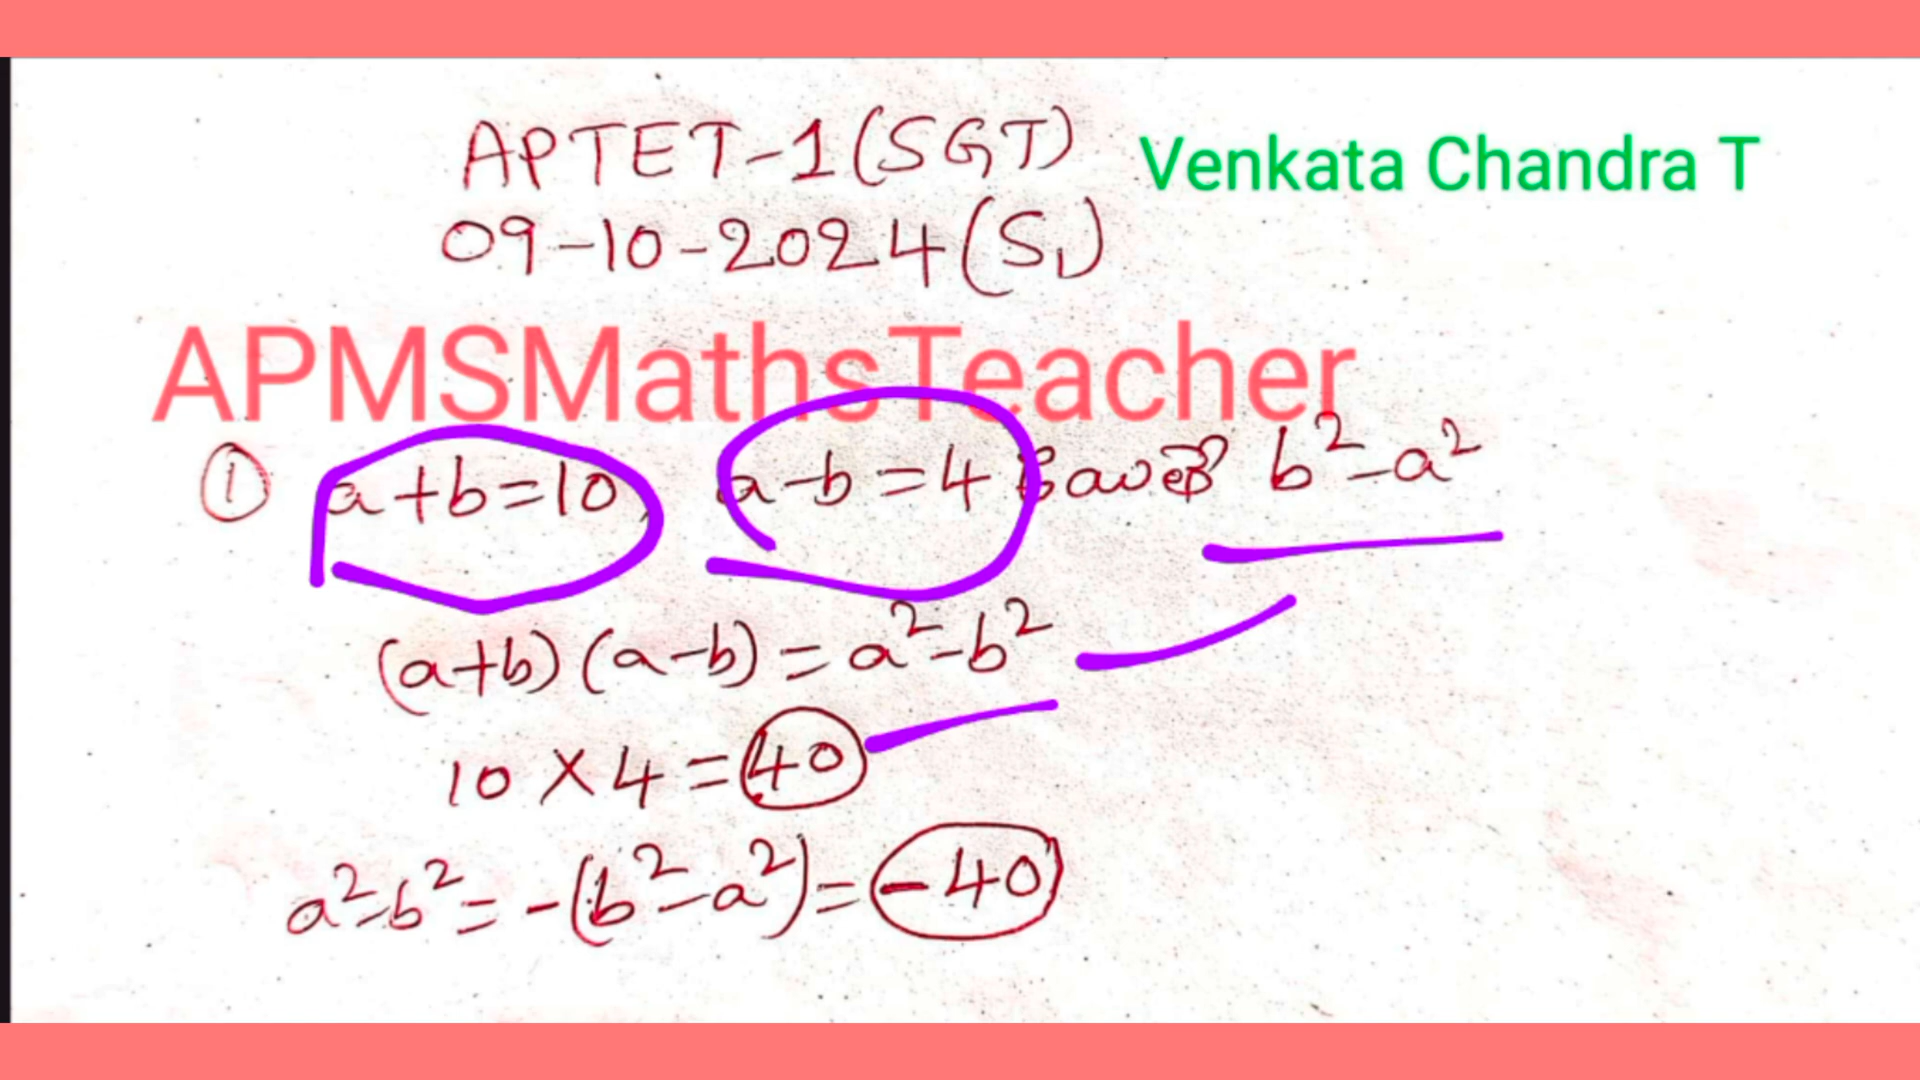 APTET-1 (SGT)
Venkata Chandra T
09-10-2024 (S1)
APMSMathsTeacher
① a+b=10, a-b=4 అయితే b²-a²
(a+b) (a-b) = a²-b²
10 × 4 = 40
a²-b² = -(b²-a²) = -40